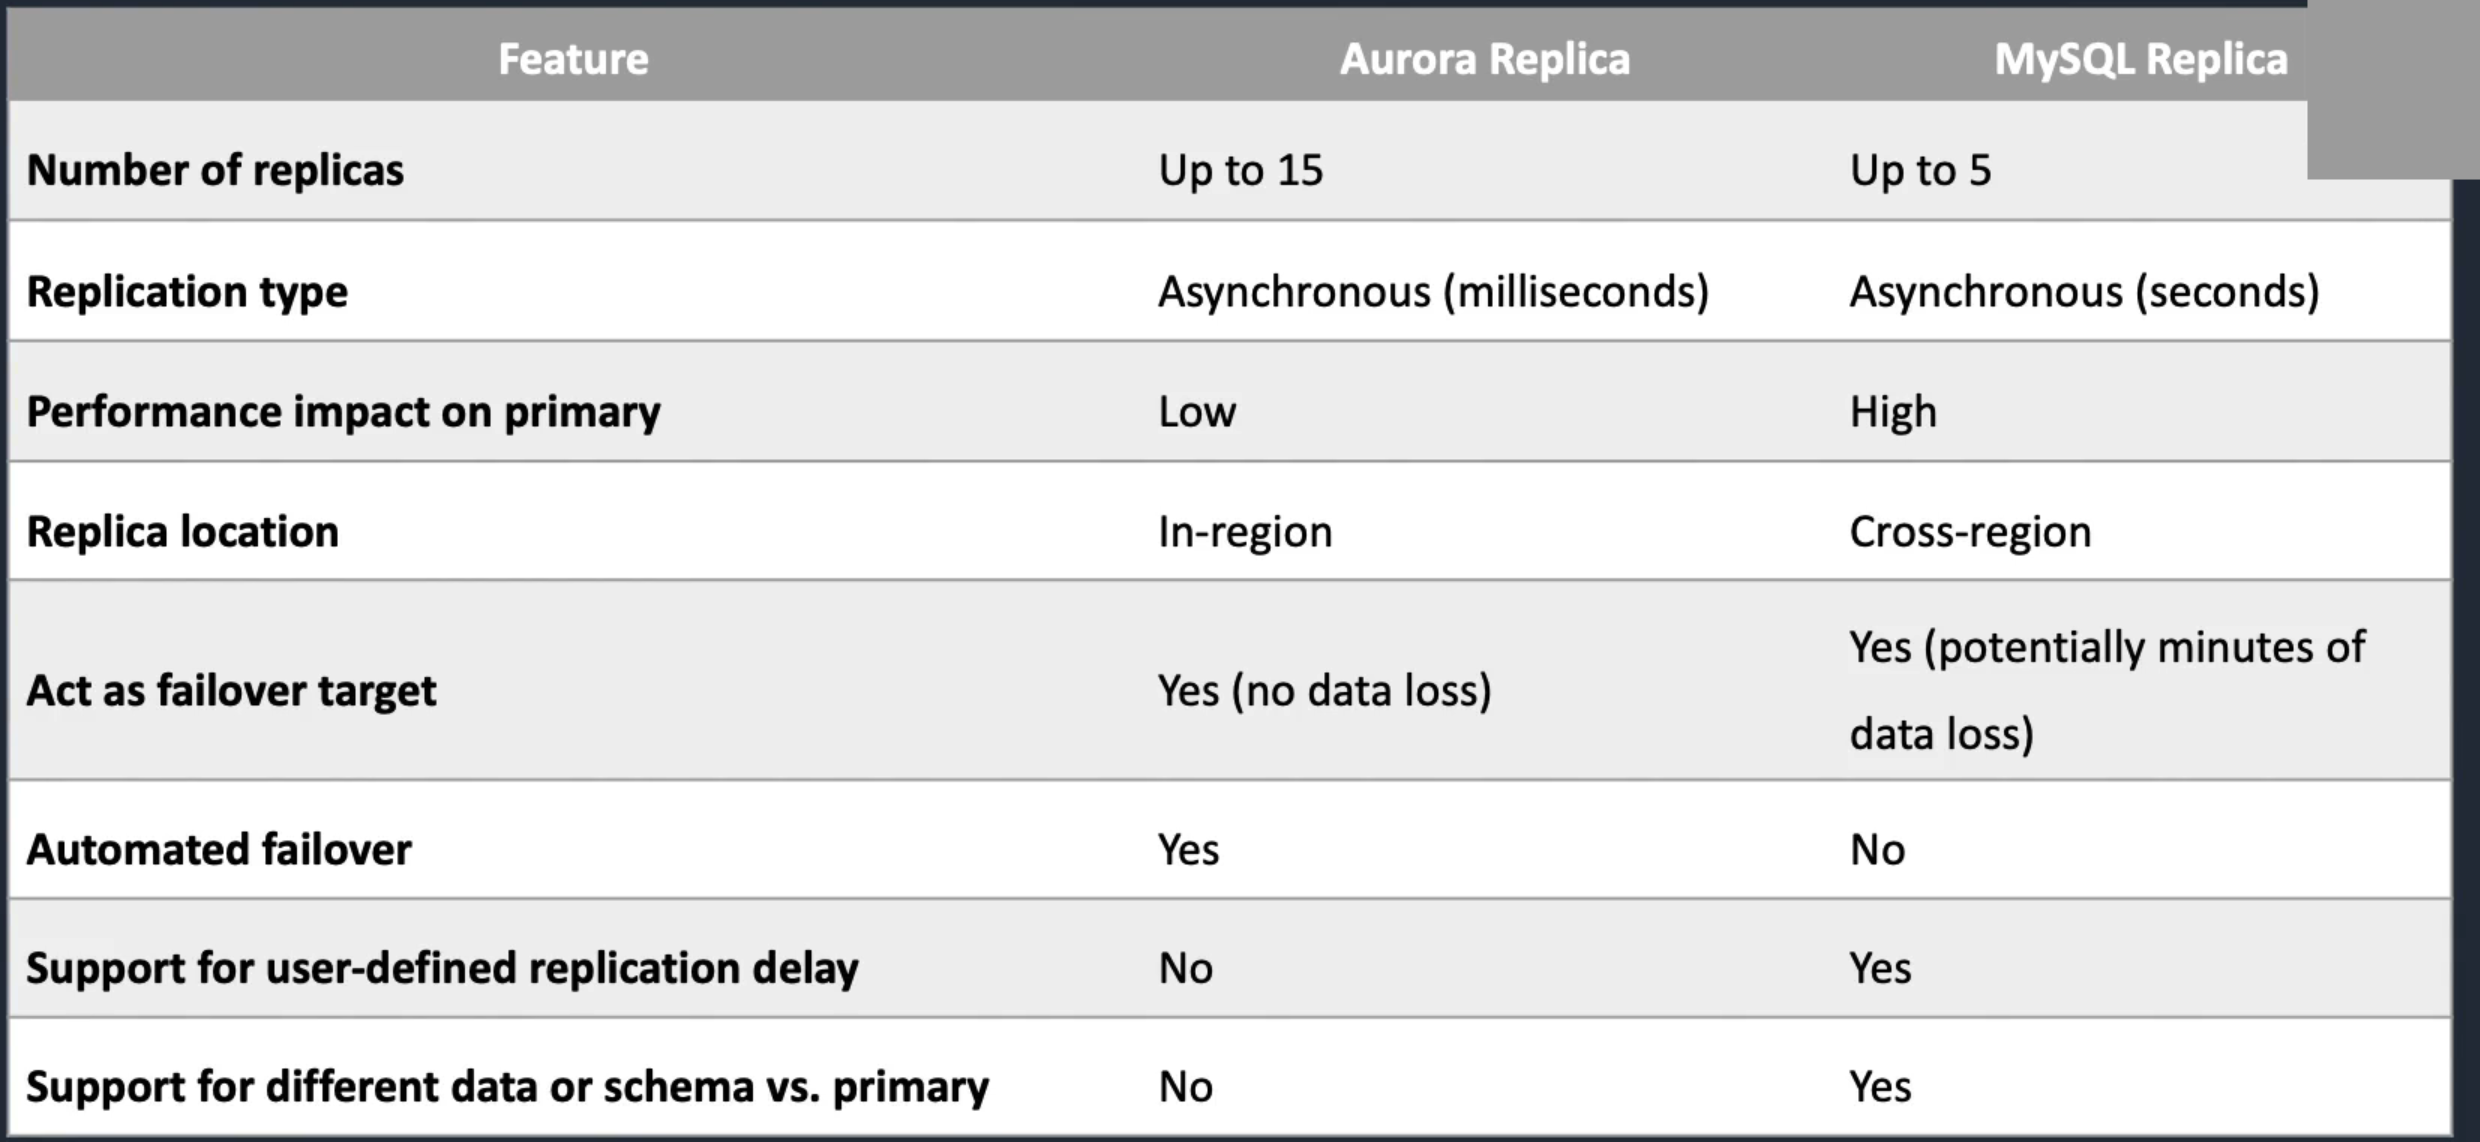 Feature Aurora Replica MySQL Replica
Number of replicas Up to 15 Up to 5
Replication type Asynchronous (milliseconds) Asynchronous (seconds)
Performance impact on primary Low High
Replica location In-region Cross-region
Act as failover target Yes (no data loss) Yes (potentially minutes of
data loss)
Automated failover Yes No
Support for user-defined replication delay No Yes
Support for different data or schema vs. primary No Yes